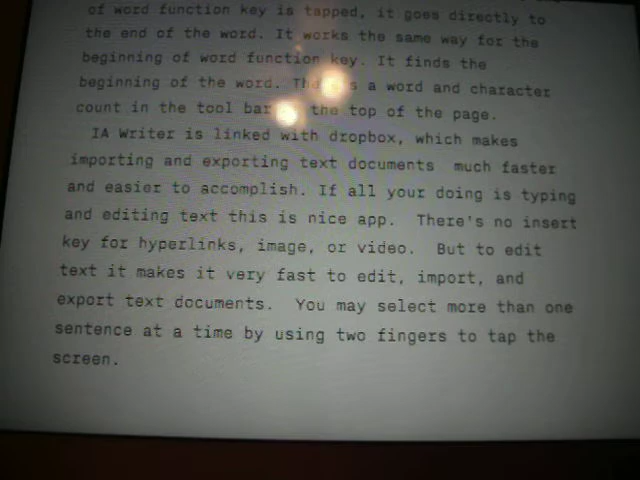 of word function key is tapped, it goes directly to
the end of the word. It works the same way for the
beginning of word function key. It finds the
beginning of the word. s a word and character
count in the tool bar the top of the page.
IA Writer is linked with dropbox, which makes
importing and exporting text documents much faster
and easier to accomplish. If all your doing is typing
and editing text this is nice app. There's no insert
key for hyperlinks, image, or video. But to edit
text it makes it very fast to edit, import, and
export text documents. You may select more than one
sentence at a time by using two fingers to tap the
screen.